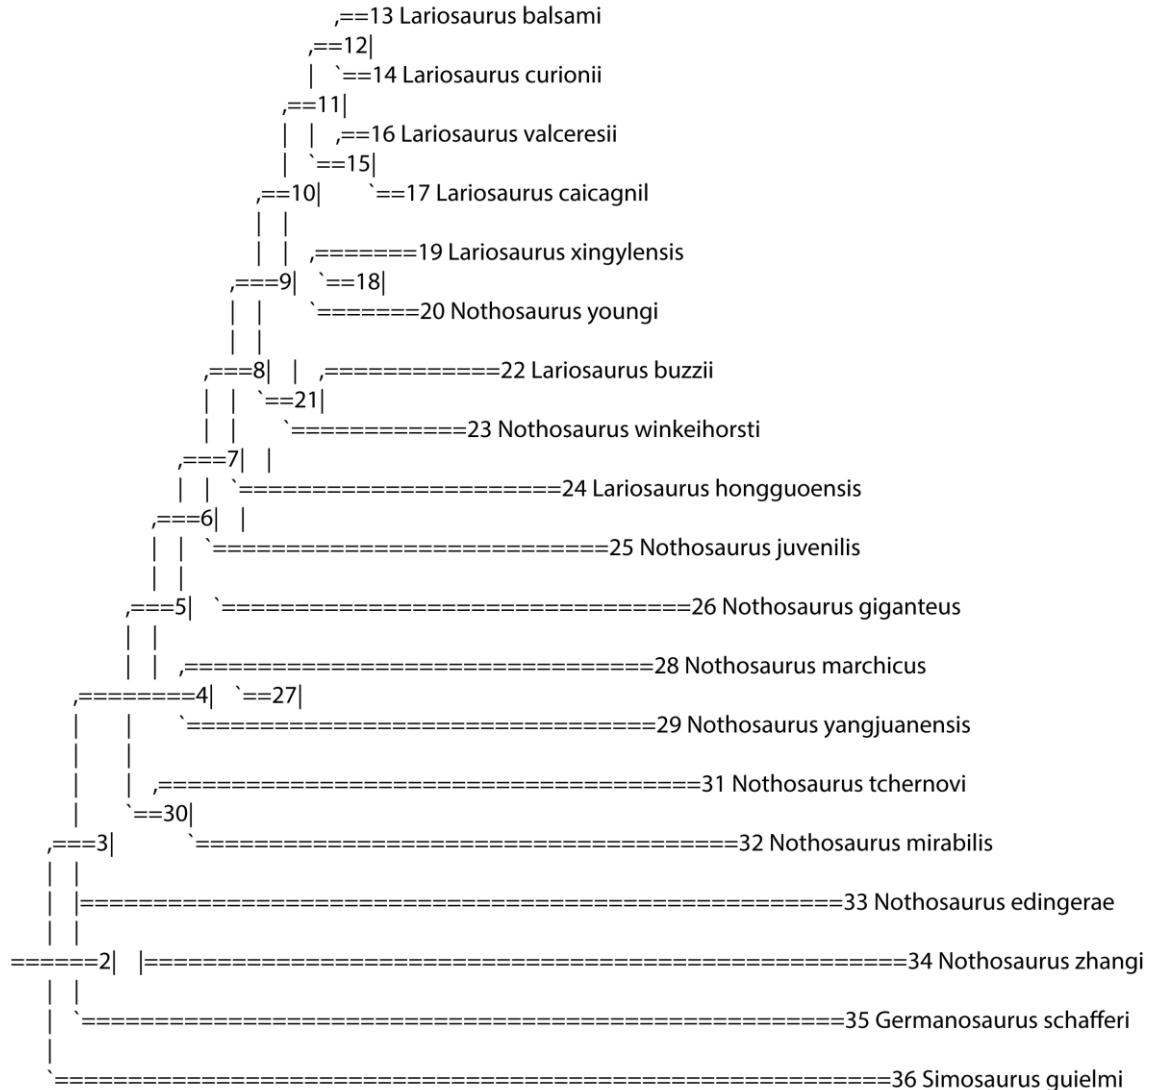 ,==13 Lariosaurus balsami
,==12|
| `==14 Lariosaurus curionii
,==11|
| | ,==16 Lariosaurus valceresii
| `==15|
,==10| `==17 Lariosaurus caicagnil
| |
| | ,=======19 Lariosaurus xingylensis
,===9| `==18|
| | `=======20 Nothosaurus youngi
| |
,===8| | ,============22 Lariosaurus buzzii
| | `==21|
| | `============23 Nothosaurus winkeihorsti
,===7| |
| | `======================24 Lariosaurus hongguoensis
,===6| |
| | `===========================25 Nothosaurus juvenilis
| |
,===5| `================================26 Nothosaurus giganteus
| |
| | ,================================28 Nothosaurus marchicus
,========4| `==27|
| | `================================29 Nothosaurus yangjuanensis
| |
| | ,=====================================31 Nothosaurus tchernovi
| `==30|
,===3| `=====================================32 Nothosaurus mirabilis
| |
| |====================================================33 Nothosaurus edingerae
| |
======2| |====================================================34 Nothosaurus zhangi
| |
| `====================================================35 Germanosaurus schafferi
|
`=========================================================36 Simosaurus guielmi